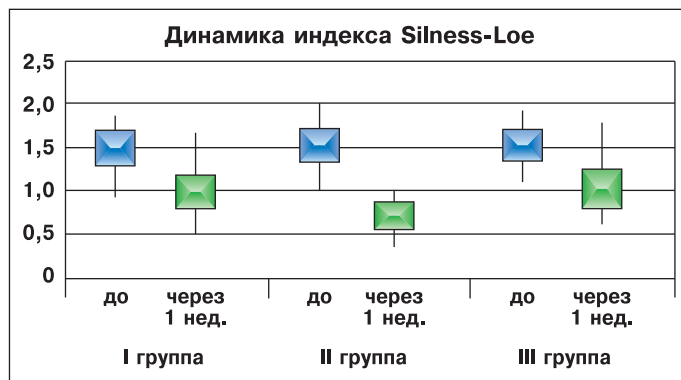 Динамика индекса Silness-Loe
2,5
2,0
1,5
1,0
0,5
0
до через до через до через
1 нед. 1 нед. 1 нед.
I группа II группа III группа